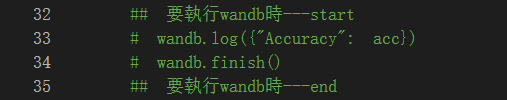 32 ## 要執行wandb時---start
33 # wandb.log({"Accuracy": acc})
34 # wandb.finish()
35 ## 要執行wandb時---end